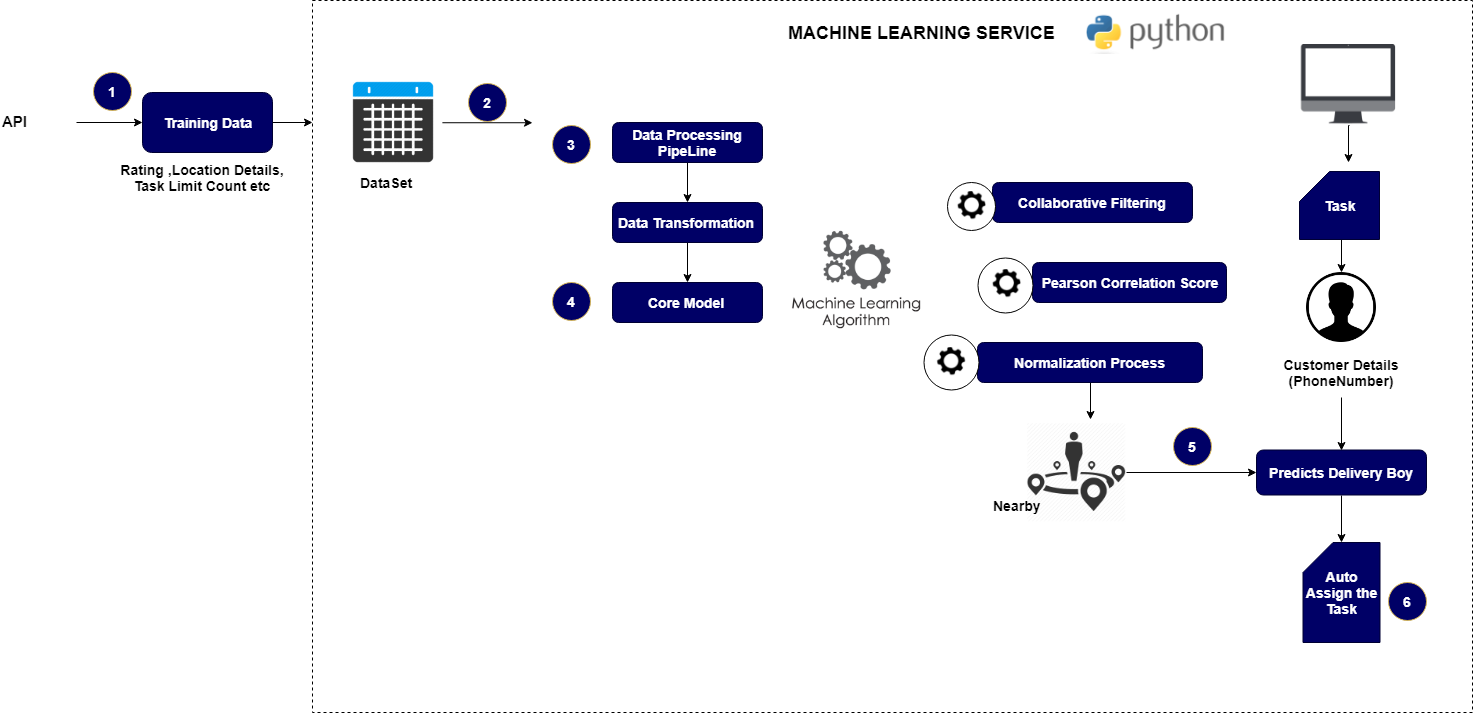 MACHINE LEARNING SERVICE
python
API
1
Training Data
Rating ,Location Details,
Task Limit Count etc
DataSet
2
3
Data Processing
PipeLine
Data Transformation
4
Core Model
Machine Learning
Algorithm
Collaborative Filtering
Pearson Correlation Score
Normalization Process
Nearby
5
Task
Customer Details
(PhoneNumber)
Predicts Delivery Boy
Auto
Assign the
Task
6